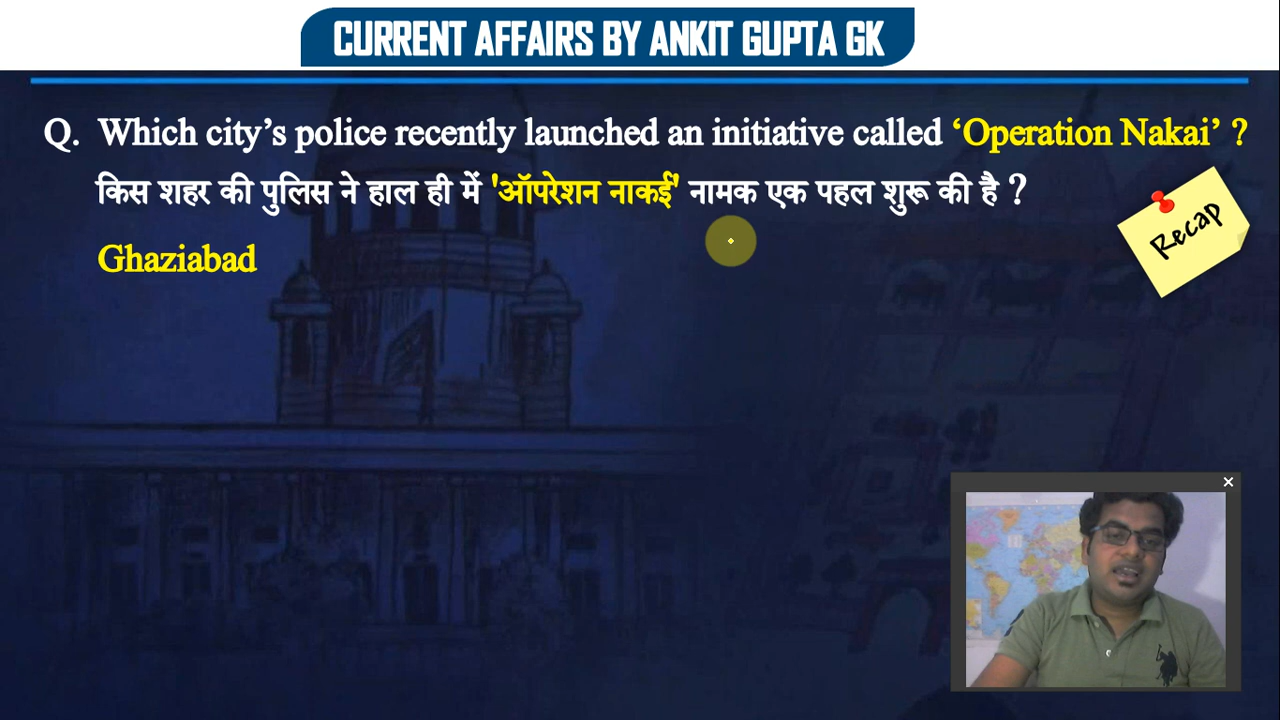 CURRENT AFFAIRS BY ANKIT GUPTA GK
Q. Which city’s police recently launched an initiative called ‘Operation Nakai’ ?
किस शहर की पुलिस ने हाल ही में 'ऑपरेशन नाकई' नामक एक पहल शुरू की है ?
Recap
Ghaziabad